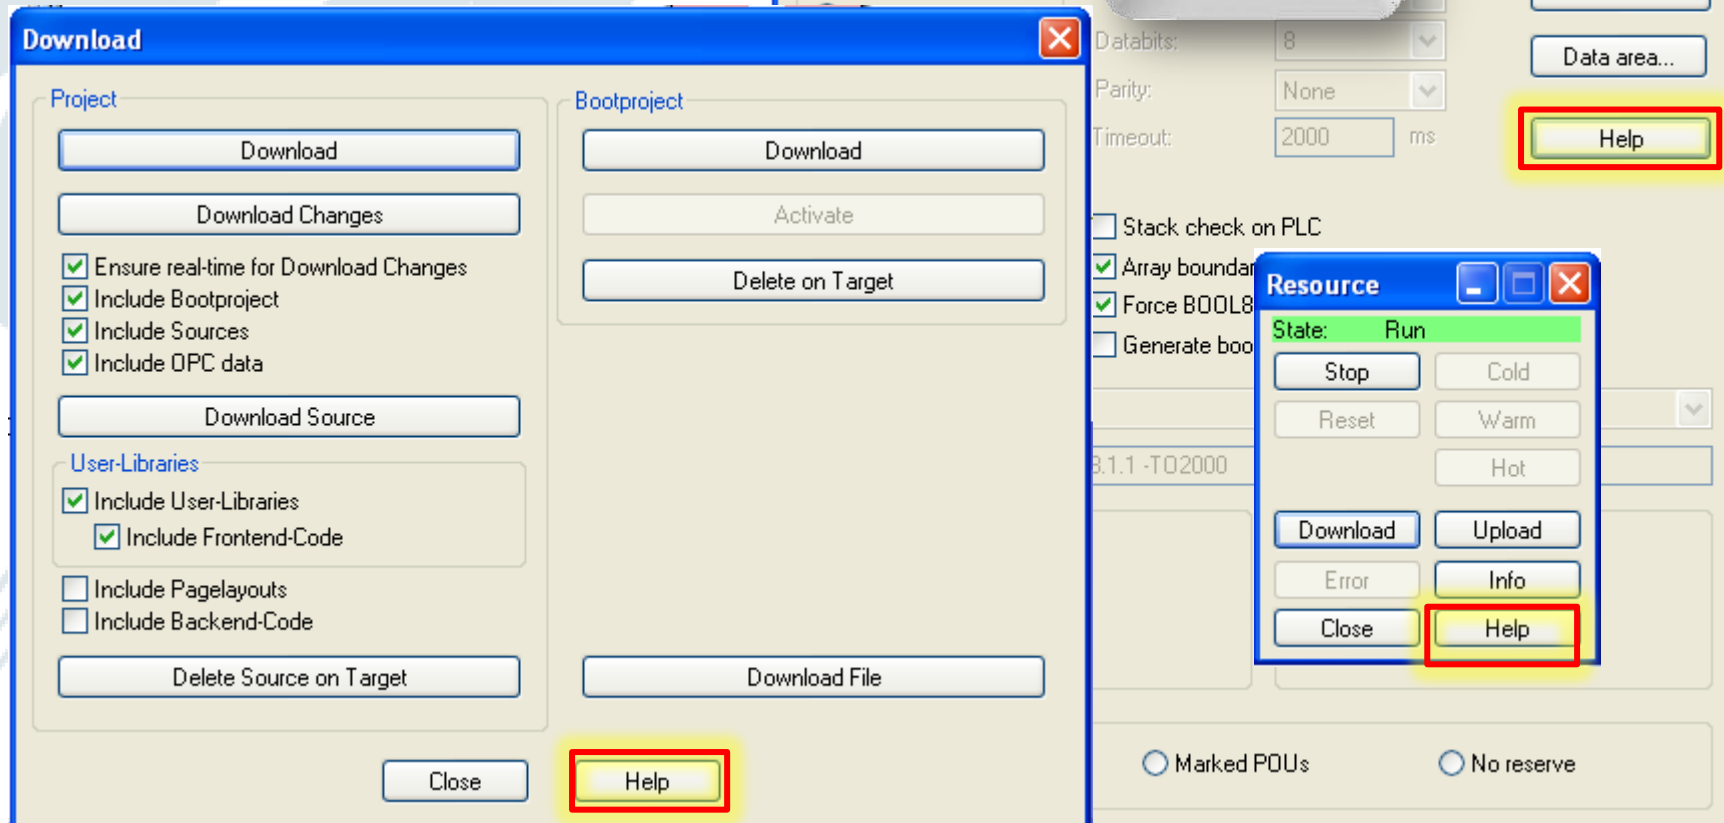 Download
Project
Download
Download Changes
Ensure real-time for Download Changes
Include Bootproject
Include Sources
Include OPC data
Download Source
User-Libraries
Include User-Libraries
Include Frontend-Code
Include Pagelayouts
Include Backend-Code
Delete Source on Target
Bootproject
Download
Activate
Delete on Target
Download File
Close
Help
Databits: 8
Parity: None
Timeout: 2000 ms
Data area...
Help
Stack check on PLC
Array
Force BOOL8
Generate
3.1.1 -TO2000
Resource
State: Run
Stop Cold
Reset Warm
Hot
Download Upload
Error Info
Close Help
Marked POUs No reserve